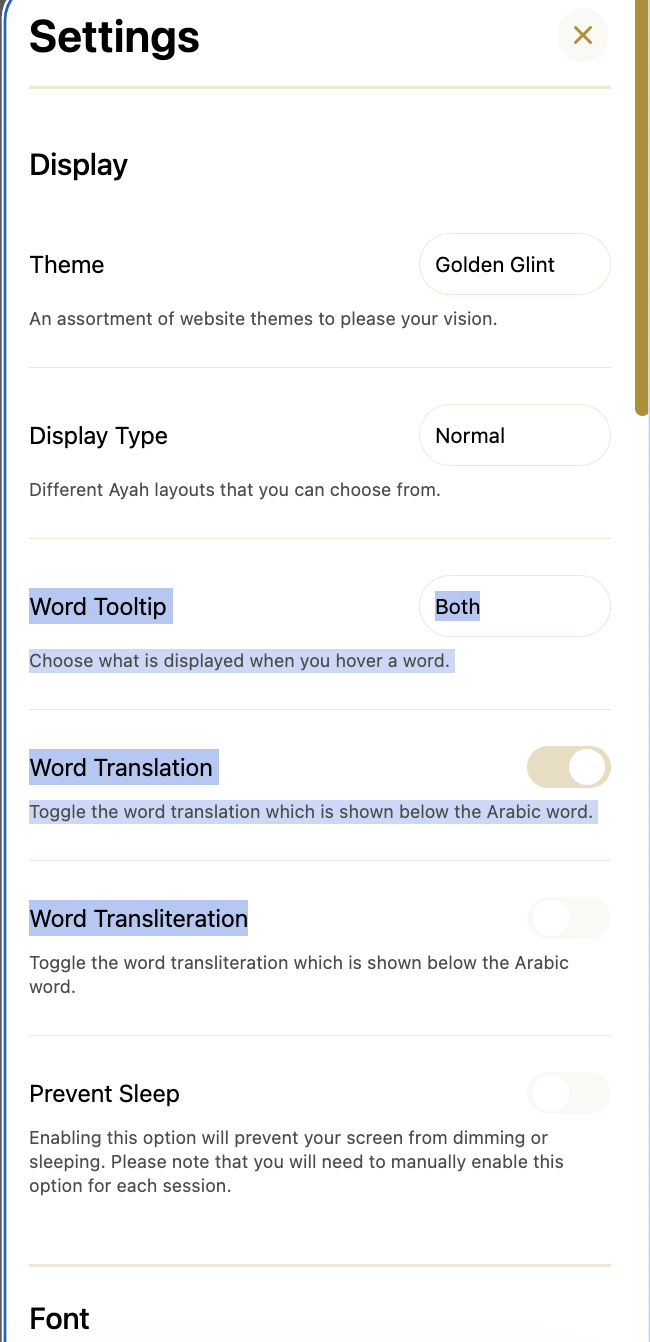 Settings
Display
Theme
Golden Glint
An assortment of website themes to please your vision.
Display Type
Normal
Different Ayah layouts that you can choose from.
Word Tooltip
Both
Choose what is displayed when you hover a word.
Word Translation
Toggle the word translation which is shown below the Arabic word.
Word Transliteration
Toggle the word transliteration which is shown below the Arabic
word.
Prevent Sleep
Enabling this option will prevent your screen from dimming or
sleeping. Please note that you will need to manually enable this
option for each session.
Font